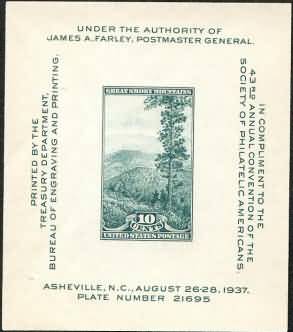 UNDER THE AUTHORITY OF
JAMES A. FARLEY, POSTMASTER GENERAL.
PRINTED BY THE
TREASURY DEPARTMENT,
BUREAU OF ENGRAVING AND PRINTING.
GREAT SMOKY MOUNTAINS
10
CENTS
UNITED STATES POSTAGE
IN COMPLIMENT TO THE
43RD ANNUAL CONVENTION OF THE
SOCIETY OF PHILATELIC AMERICANS.
ASHEVILLE, N.C., AUGUST 26-28, 1937.
PLATE NUMBER 21695